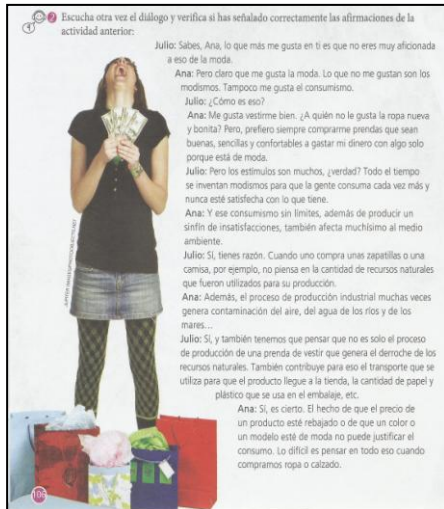 2 Escucha otra vez el diálogo y verifica si has señalado correctamente las afirmaciones de la
actividad anterior:
Julio: Sabes, Ana, lo que más me gusta en ti es que no eres muy aficionada
a eso de la moda.
Ana: Pero claro que me gusta la moda. Lo que no me gustan son los
modismos. Tampoco me gusta el consumismo.
Julio: ¿Cómo es eso?
Ana: Me gusta vestirme bien. ¿A quién no le gusta la ropa nueva
y bonita? Pero, prefiero siempre comprarme prendas que sean
buenas, sencillas y confortables a gastar mi dinero con algo solo
porque está de moda.
Julio: Pero los estímulos son muchos, ¿verdad? Todo el tiempo
se inventan modismos para que la gente consuma cada vez más y
nunca esté satisfecha con lo que tiene.
Ana: Y ese consumismo sin límites, además de producir un
sinfín de insatisfacciones, también afecta muchísimo al medio
ambiente.
Julio: Sí, tienes razón. Cuando uno compra unas zapatillas o una
camisa, por ejemplo, no piensa en la cantidad de recursos naturales
que fueron utilizados para su producción.
Ana: Además, el proceso de producción industrial muchas veces
genera contaminación del aire, del agua de los ríos y de los
mares...
Julio: Sí, y también tenemos que pensar que no es solo el proceso
de producción de una prenda de vestir que genera el derroche de los
recursos naturales. También contribuye para eso el transporte que se
utiliza para que el producto llegue a la tienda, la cantidad de papel y
plástico que se usa en el embalaje, etc.
Ana: Sí, es cierto. El hecho de que el precio de
un producto esté rebajado o de que un color o
un modelo esté de moda no puede justificar el
consumo. Lo difícil es pensar en todo eso cuando
compramos ropa o calzado.
106